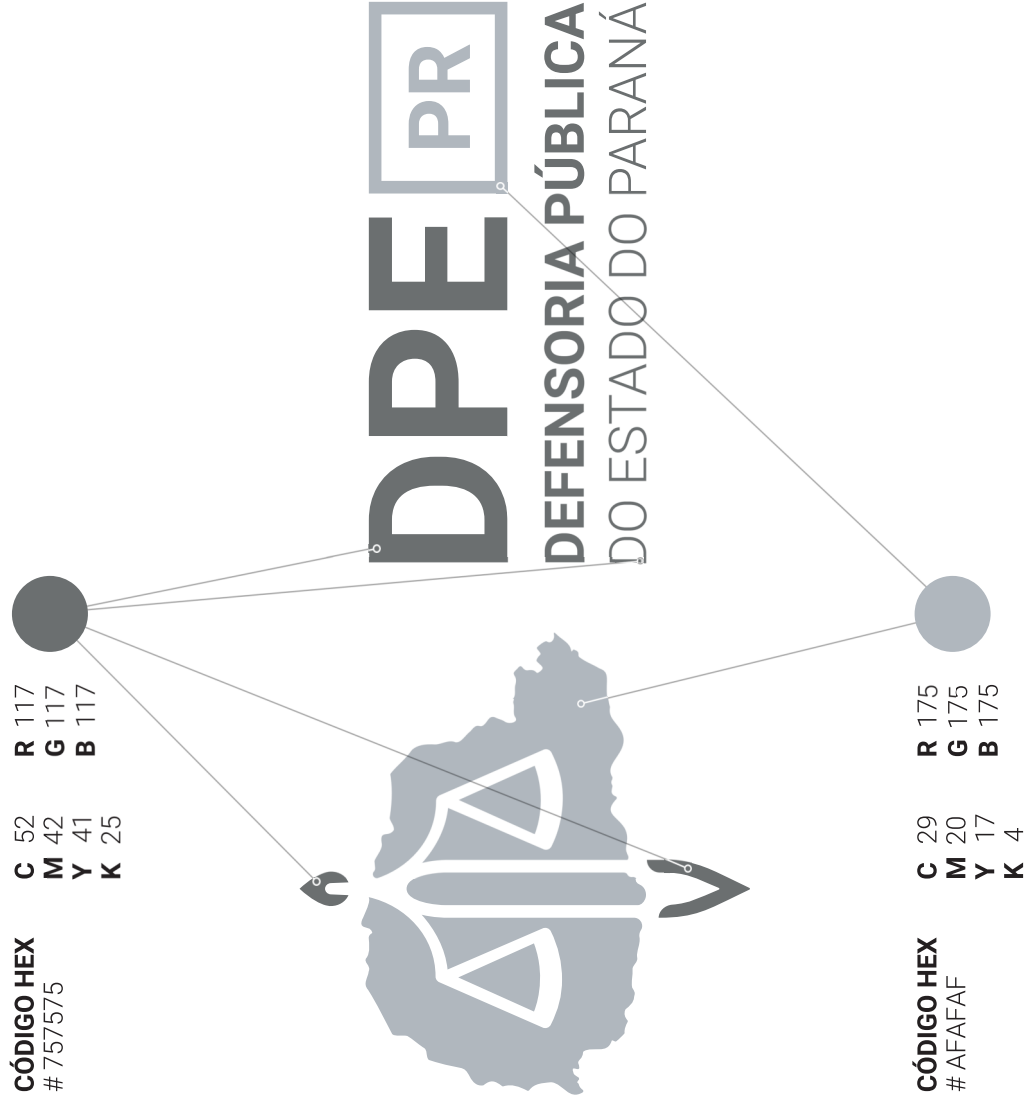 CÓDIGO HEX
# 757575
C 52
M 42
Y 41
K 25
R 117
G 117
B 117
DPE PR
DEFENSORIA PÚBLICA
DO ESTADO DO PARANÁ
CÓDIGO HEX
# AFAFAF
C 29
M 20
Y 17
K 4
R 175
G 175
B 175